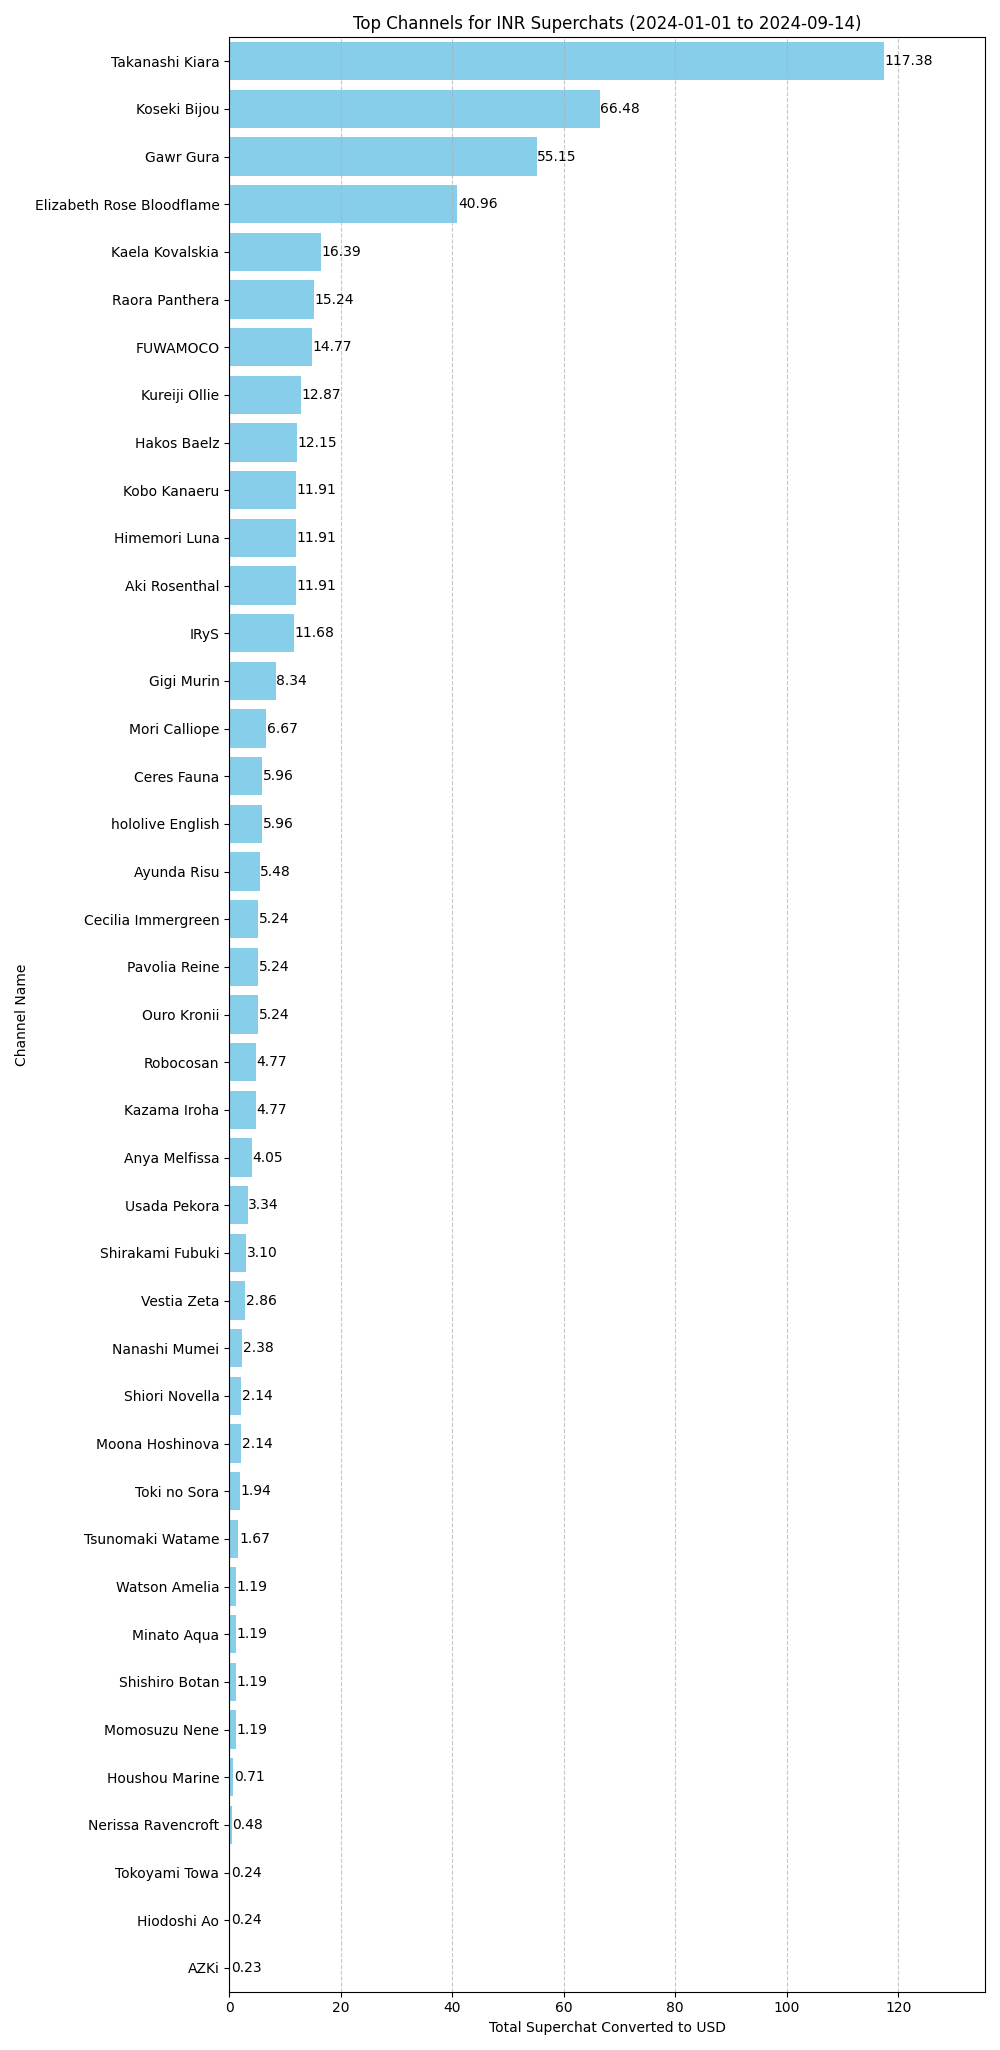 Top Channels for INR Superchats (2024-01-01 to 2024-09-14)
Takanashi Kiara 117.38
Koseki Bijou 66.48
Gawr Gura 55.15
Elizabeth Rose Bloodflame 40.96
Kaela Kovalskia 16.39
Raora Panthera 15.24
FUWAMOCO 14.77
Kureiji Ollie 12.87
Hakos Baelz 12.15
Kobo Kanaeru 11.91
Himemori Luna 11.91
Aki Rosenthal 11.91
IRyS 11.68
Gigi Murin 8.34
Mori Calliope 6.67
Ceres Fauna 5.96
hololive English 5.96
Ayunda Risu 5.48
Cecilia Immergreen 5.24
Pavolia Reine 5.24
Ouro Kronii 5.24
Robocosan 4.77
Kazama Iroha 4.77
Anya Melfissa 4.05
Usada Pekora 3.34
Shirakami Fubuki 3.10
Vestia Zeta 2.86
Nanashi Mumei 2.38
Shiori Novella 2.14
Moona Hoshinova 2.14
Toki no Sora 1.94
Tsunomaki Watame 1.67
Watson Amelia 1.19
Minato Aqua 1.19
Shishiro Botan 1.19
Momosuzu Nene 1.19
Houshou Marine 0.71
Nerissa Ravencroft 0.48
Tokoyami Towa 0.24
Hiodoshi Ao 0.24
AZKi 0.23
0 20 40 60 80 100 120
Total Superchat Converted to USD
Channel Name